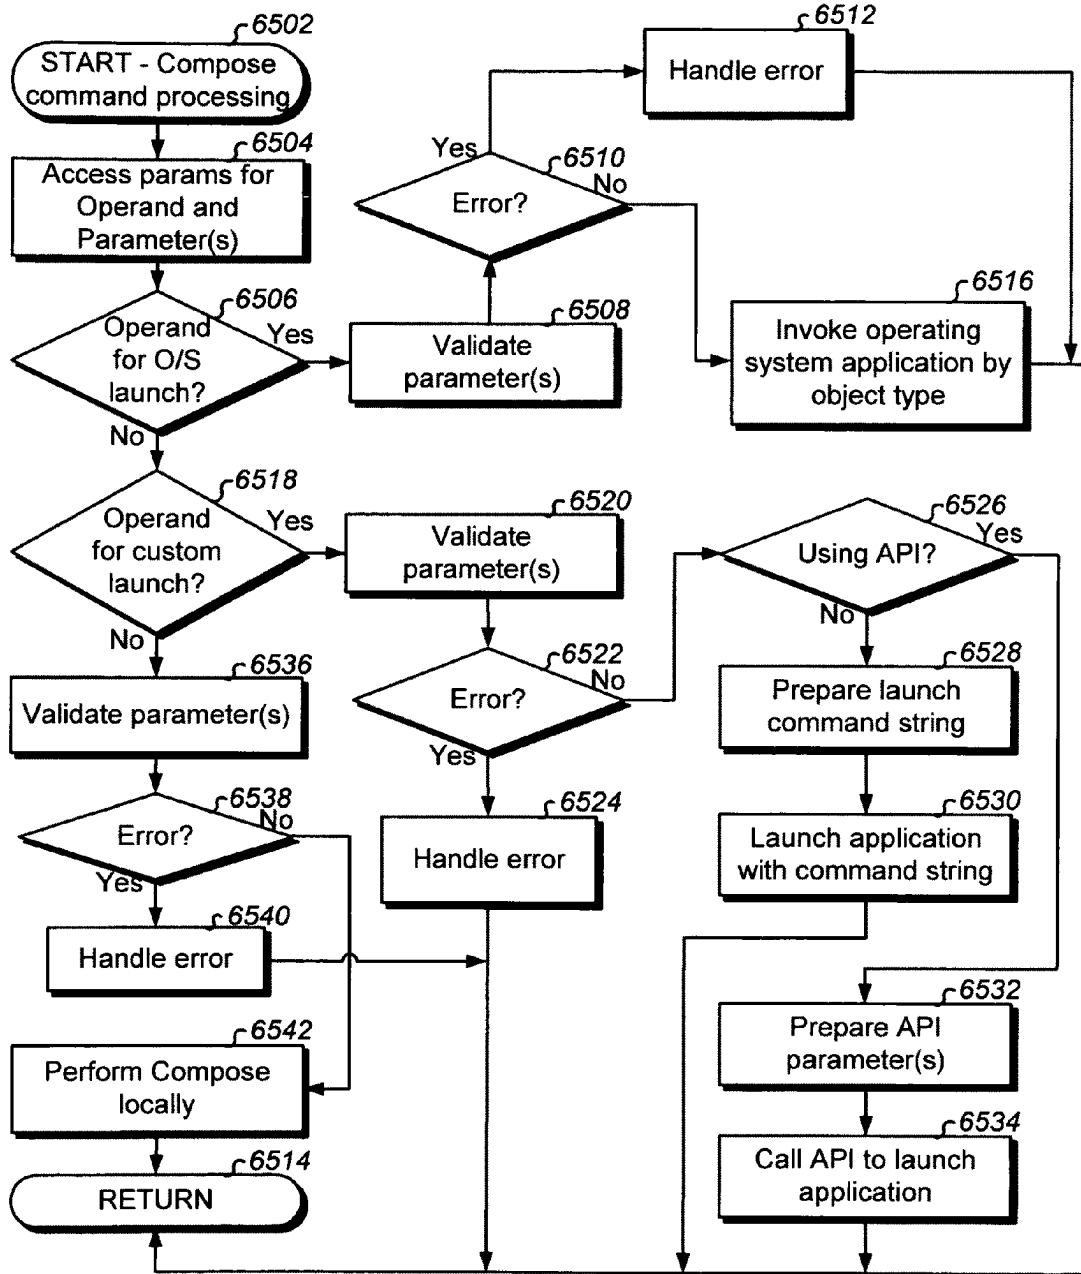 6502
START - Compose
command processing
6504
Access params for
Operand and
Parameter(s)
6506
Operand
for O/S
launch?
Yes
No
6508
Validate
parameter(s)
6510
Error?
Yes
No
6512
Handle error
6516
Invoke operating
system application by
object type
6518
Operand
for custom
launch?
Yes
No
6520
Validate
parameter(s)
6522
Error?
No
Yes
6524
Handle error
6526
Using API?
Yes
No
6528
Prepare launch
command string
6530
Launch application
with command string
6532
Prepare API
parameter(s)
6534
Call API to launch
application
6536
Validate parameter(s)
6538
Error?
No
Yes
6540
Handle error
6542
Perform Compose
locally
6514
RETURN